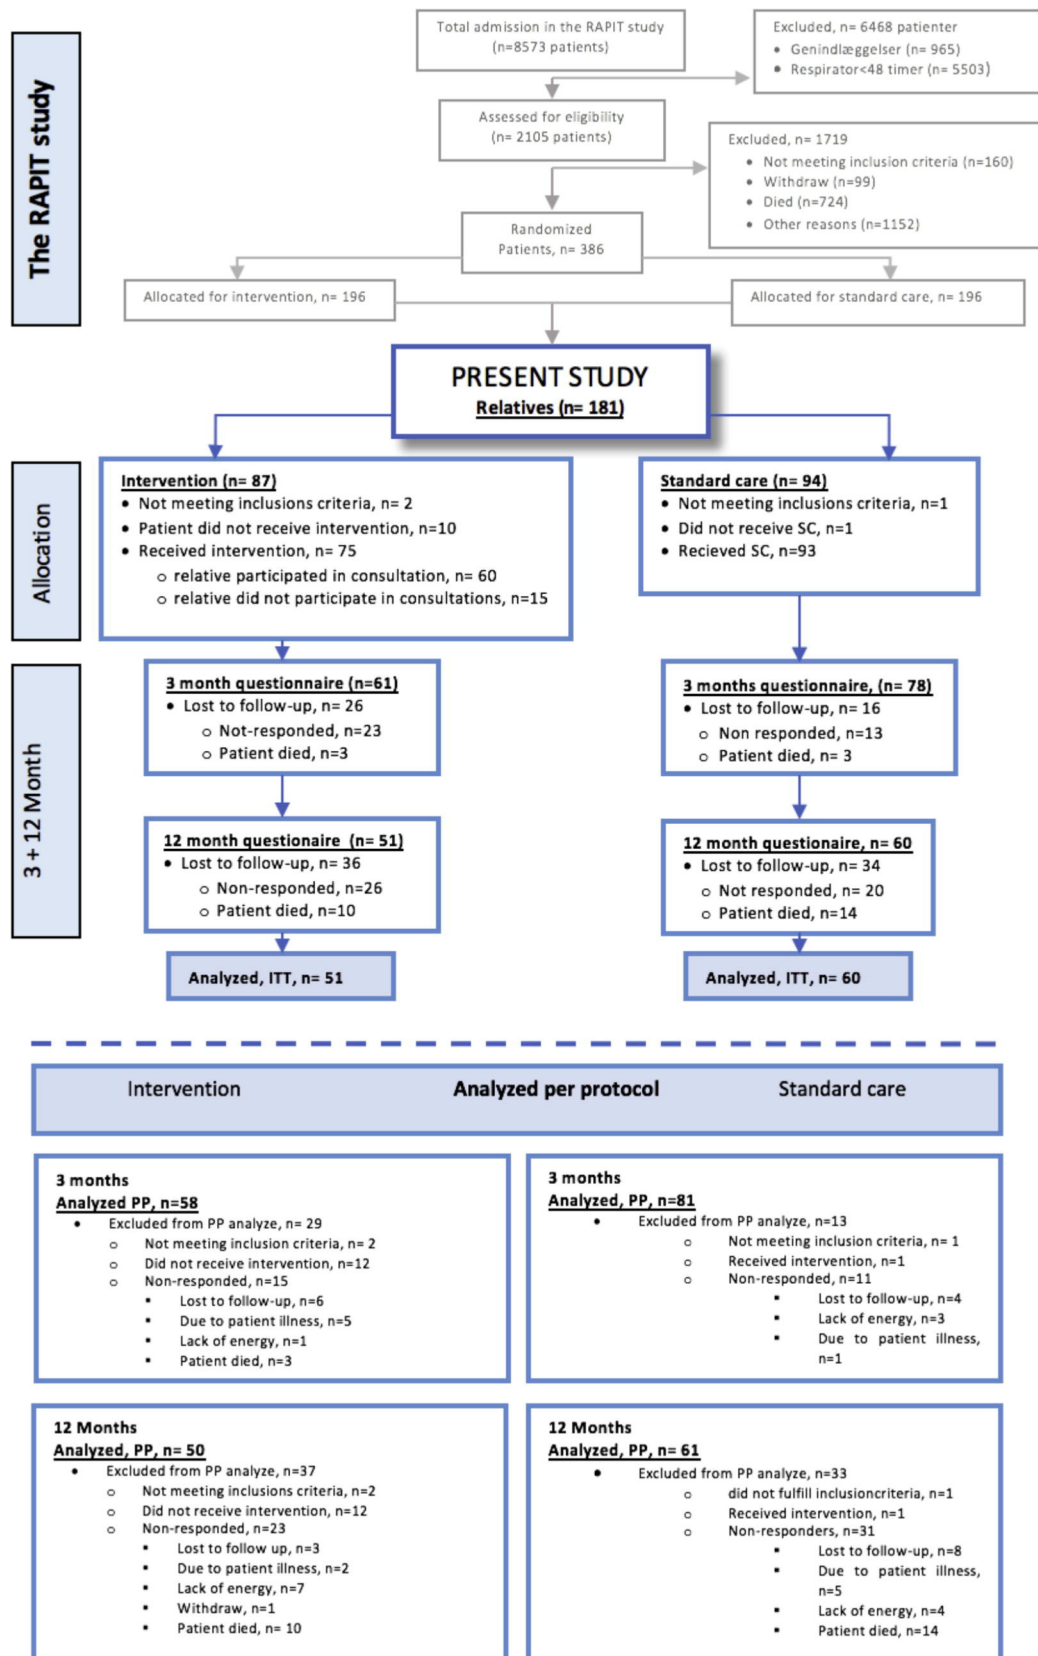 The RAPIT study
Total admission in the RAPIT study
(n=8573 patients)
Excluded, n= 6468 patienter
• Genindlæggelser (n= 965)
• Respirator<48 timer (n= 5503)
Assessed for eligibility
(n= 2105 patients)
Excluded, n= 1719
• Not meeting inclusion criteria (n=160)
• Withdraw (n=99)
• Died (n=724)
• Other reasons (n=1152)
Randomized
Patients, n= 386
Allocated for intervention, n= 196
Allocated for standard care, n= 196
PRESENT STUDY
Relatives (n= 181)
Allocation
Intervention (n= 87)
• Not meeting inclusions criteria, n= 2
• Patient did not receive intervention, n=10
• Received intervention, n= 75
o relative participated in consultation, n= 60
o relative did not participate in consultations, n=15
Standard care (n= 94)
• Not meeting inclusions criteria, n=1
• Did not receive SC, n=1
• Recieved SC, n=93
3 + 12 Month
3 month questionnaire (n=61)
• Lost to follow-up, n= 26
o Not-responded, n=23
o Patient died, n=3
3 months questionnaire, (n= 78)
• Lost to follow-up, n= 16
o Non responded, n=13
o Patient died, n= 3
12 month questionaire (n= 51)
• Lost to follow-up, n= 36
o Non-responded, n=26
o Patient died, n=10
12 month questionaire, n= 60
• Lost to follow-up, n= 34
o Not responded, n= 20
o Patient died, n=14
Analyzed, ITT, n= 51
Analyzed, ITT, n= 60
Intervention Analyzed per protocol Standard care
3 months
Analyzed PP, n=58
• Excluded from PP analyze, n= 29
o Not meeting inclusion criteria, n= 2
o Did not receive intervention, n=12
o Non-responded, n=15
▪ Lost to follow-up, n=6
▪ Due to patient illness, n=5
▪ Lack of energy, n=1
▪ Patient died, n=3
3 months
Analyzed, PP, n=81
• Excluded from PP analyze, n=13
o Not meeting inclusion criteria, n= 1
o Received intervention, n=1
o Non-responded, n=11
▪ Lost to follow-up, n=4
▪ Lack of energy, n=3
▪ Due to patient illness,
n=1
12 Months
Analyzed, PP, n= 50
• Excluded from PP analyze, n=37
o Not meeting inclusions criteria, n=2
o Did not receive intervention, n=12
o Non-responded, n=23
▪ Lost to follow up, n=3
▪ Due to patient illness, n=2
▪ Lack of energy, n=7
▪ Withdraw, n=1
▪ Patient died, n= 10
12 Months
Analyzed, PP, n= 61
• Excluded from PP analyze, n=33
o did not fulfill inclusioncriteria, n=1
o Received intervention, n=1
o Non-responders, n=31
▪ Lost to follow-up, n=8
▪ Due to patient illness,
n=5
▪ Lack of energy, n=4
▪ Patient died, n=14